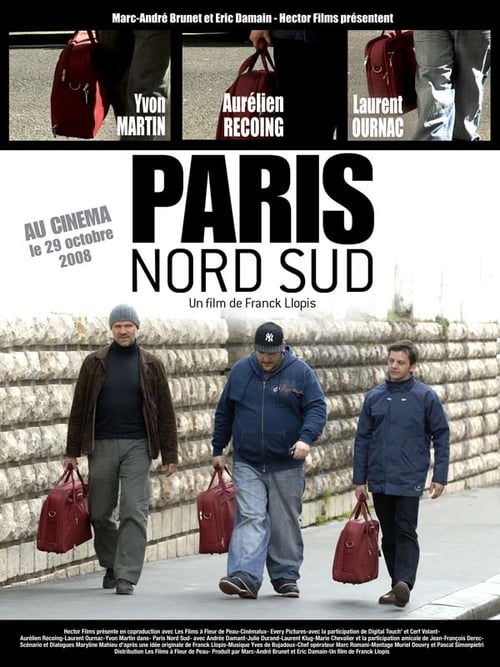 Marc-André Brunet et Eric Damain - Hector Films présentent
Yvon
MARTIN
Aurélien
RECOING
Laurent
OURNAC
PARIS
NORD SUD
Un film de Franck Llopis
AU CINEMA
le 29 octobre
2008
Hector Films présente en coproduction avec Les Films à Fleur de Peau-Cinémalus- Every Pictures-avec la participation de Digital Touch' et Cerf Volant-
Aurélien Recoing-Laurent Ournac-Yvon Martin dans- Paris Nord Sud- avec Andrée Damant-Julie Durand-Laurent Klug-Marie Chevalier et la participation amicale de Jean-François Derec-
Scénario et Dialogues Maryline Mahieu d'après une idée originale de Franck Llopis-Musique Yves de Bujadoux-Chef opérateur Marc Romani-Montage Muriel Doury et Pascal Simonpietri
Distribution Les Films à Fleur de Peau- Produit par Marc-André Brunet et Eric Damain-Un film de Franck Llopis